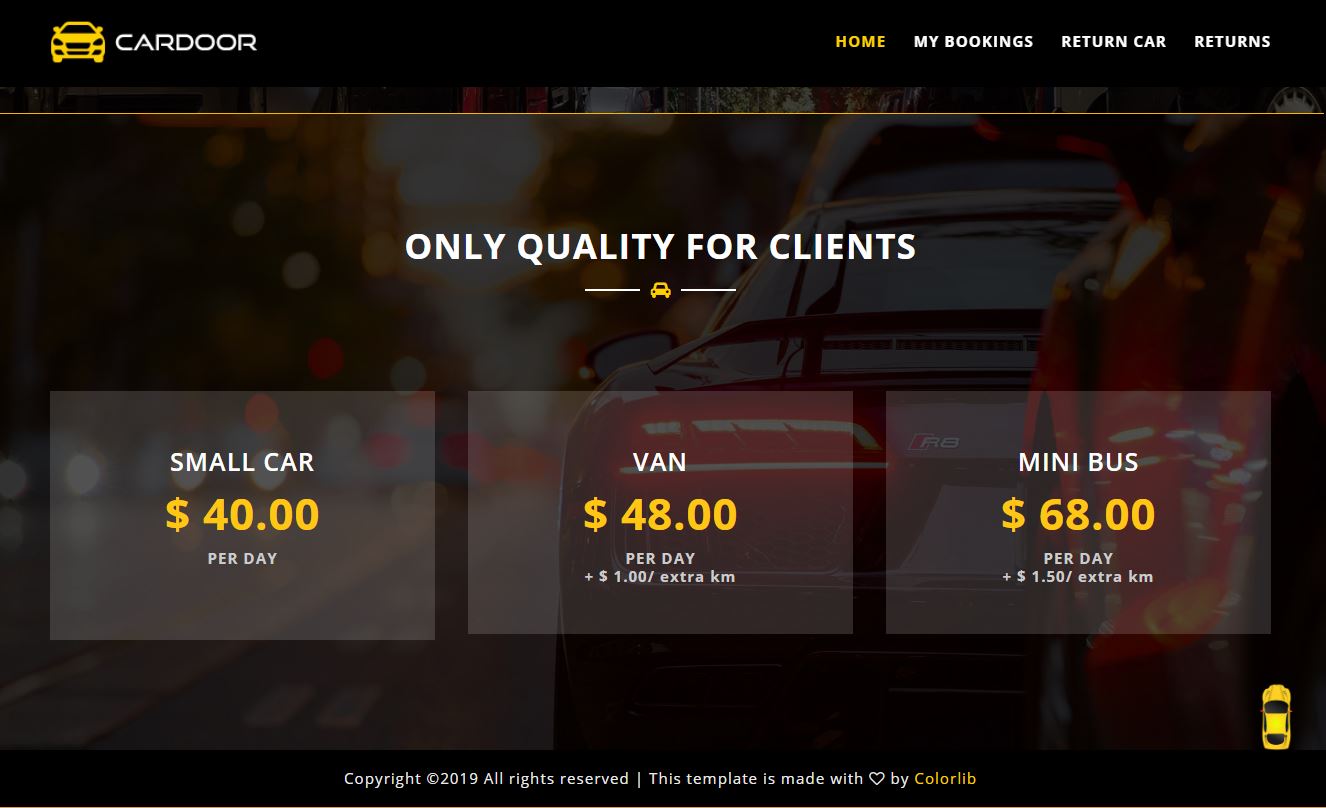 CARDOOR
HOME MY BOOKINGS RETURN CAR RETURNS
ONLY QUALITY FOR CLIENTS
R8
SMALL CAR
$ 40.00
PER DAY
VAN
$ 48.00
PER DAY
+ $ 1.00/ extra km
MINI BUS
$ 68.00
PER DAY
+ $ 1.50/ extra km
Copyright ©2019 All rights reserved | This template is made with ♡ by Colorlib